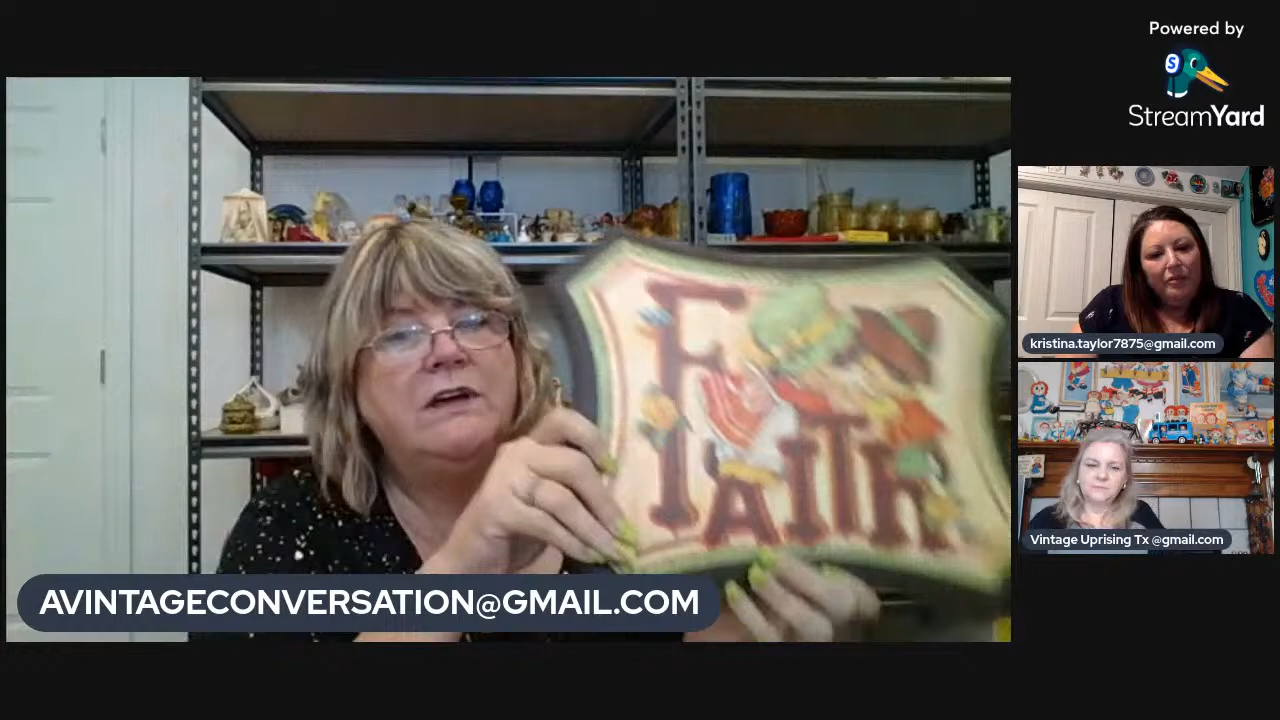 Powered by
StreamYard
FAITH
kristina.taylor7875@gmail.com
Vintage Uprising Tx @gmail.com
AVINTAGECONVERSATION@GMAIL.COM